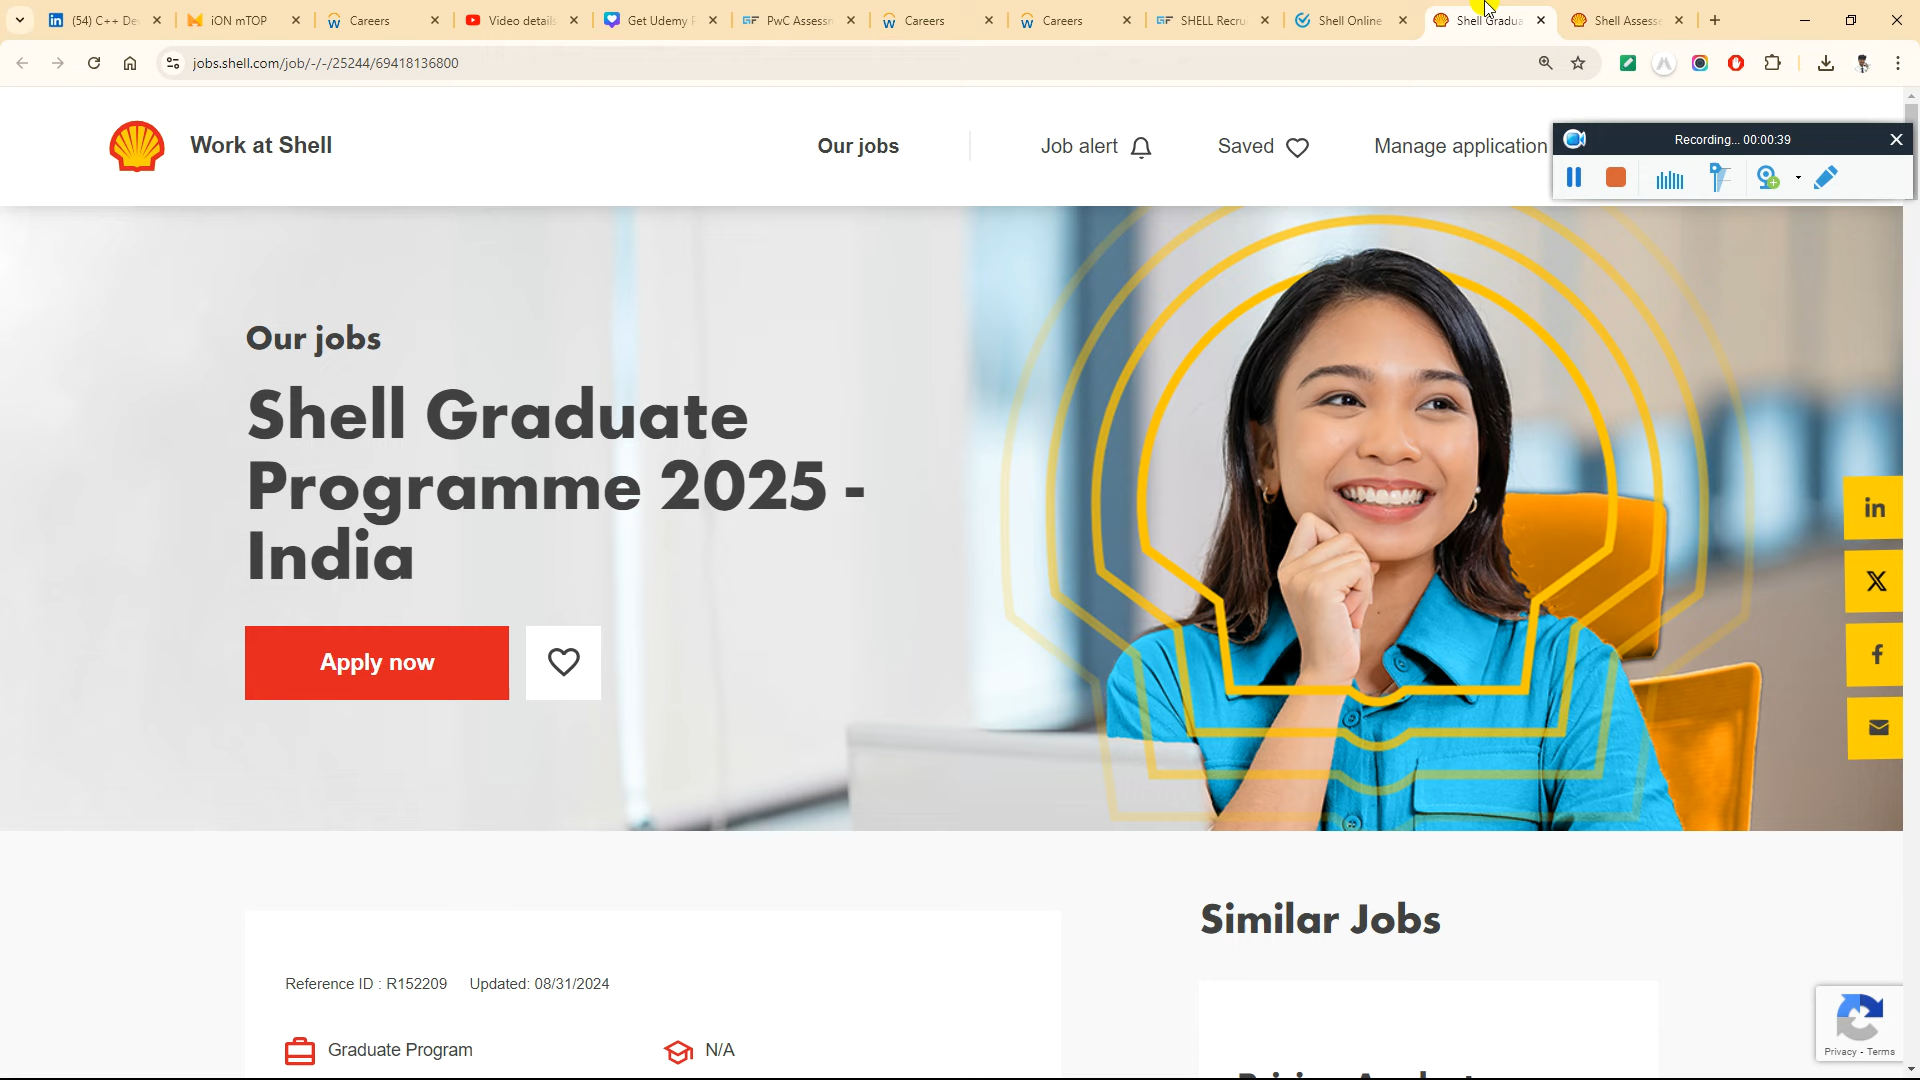 (54) C++ De
iON mTOP
Careers
Video details
Get Udemy
PwC Assessm
Careers
Careers
SHELL Recru
Shell Online
Shell Gradua
Shell Assess
jobs.shell.com/job/-/-/25244/69418136800
Work at Shell
Our jobs
Job alert
Saved
Manage application
Recording... 00:00:39
Our jobs
Shell Graduate
Programme 2025 -
India
Apply now
Similar Jobs
Reference ID : R152209
Updated: 08/31/2024
Graduate Program
N/A
Privacy - Terms